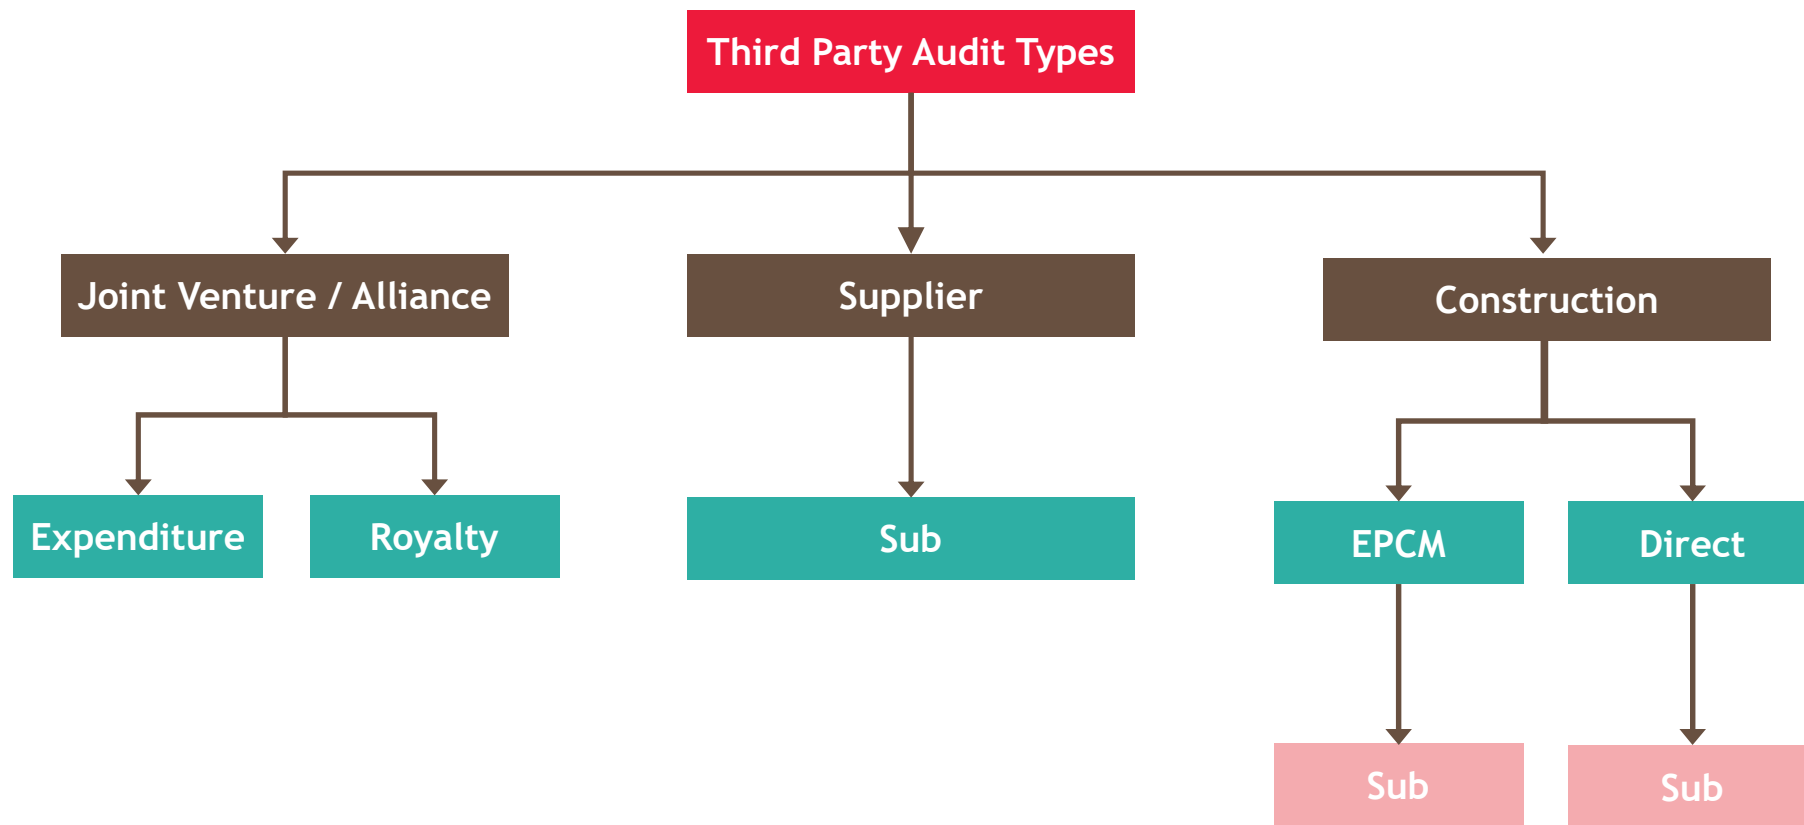 Third Party Audit Types
Joint Venture / Alliance
Supplier
Construction
Expenditure
Royalty
Sub
EPCM
Direct
Sub
Sub